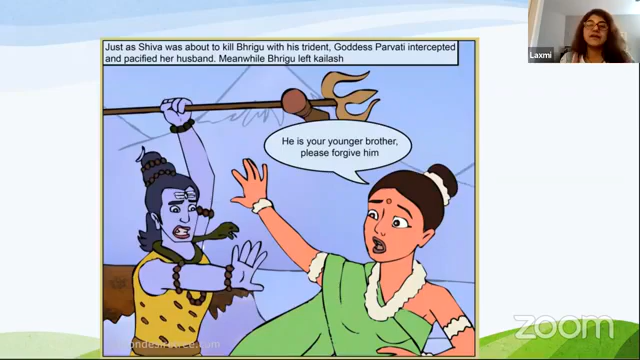 Just as Shiva was about to kill Bhrigu with his trident, Goddess Parvati intercepted
and pacified her husband. Meanwhile Bhrigu left kailash
Laxmi
He is your younger brother,
please forgive him
zoom